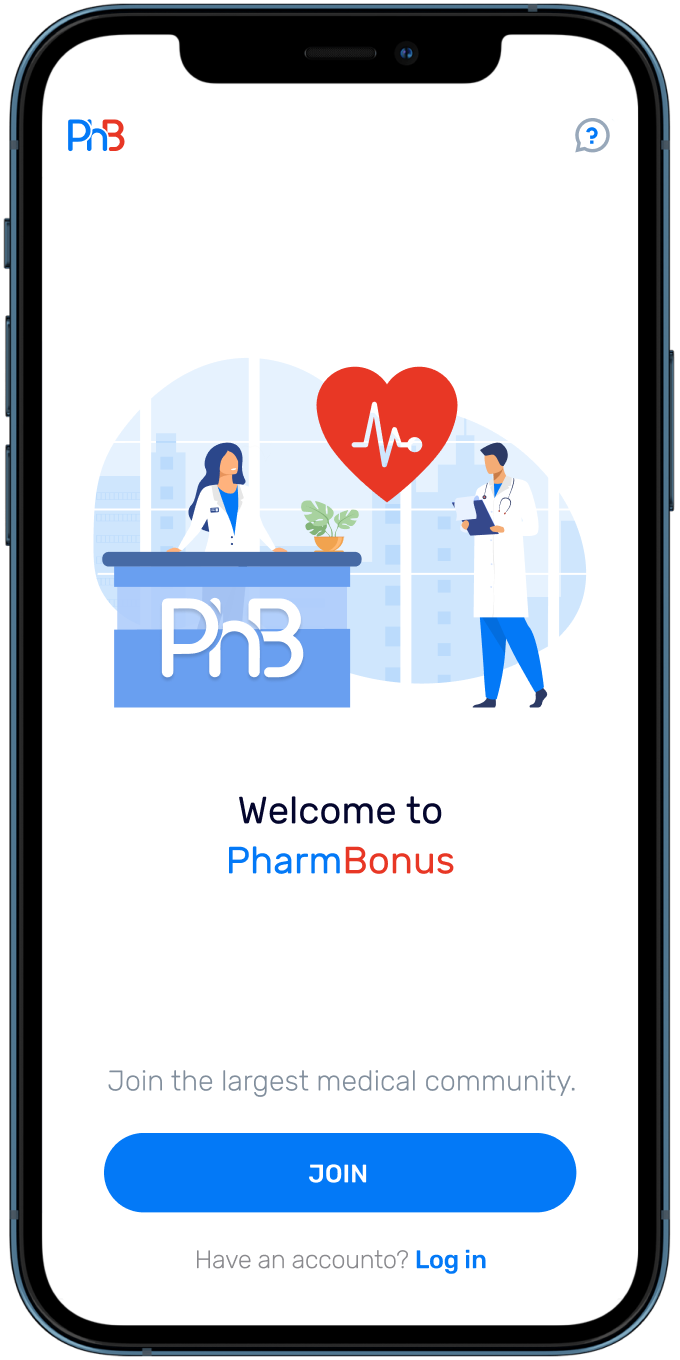 PhB
?
PhB
Welcome to
PharmBonus
Join the largest medical community.
JOIN
Have an accounto? Log in